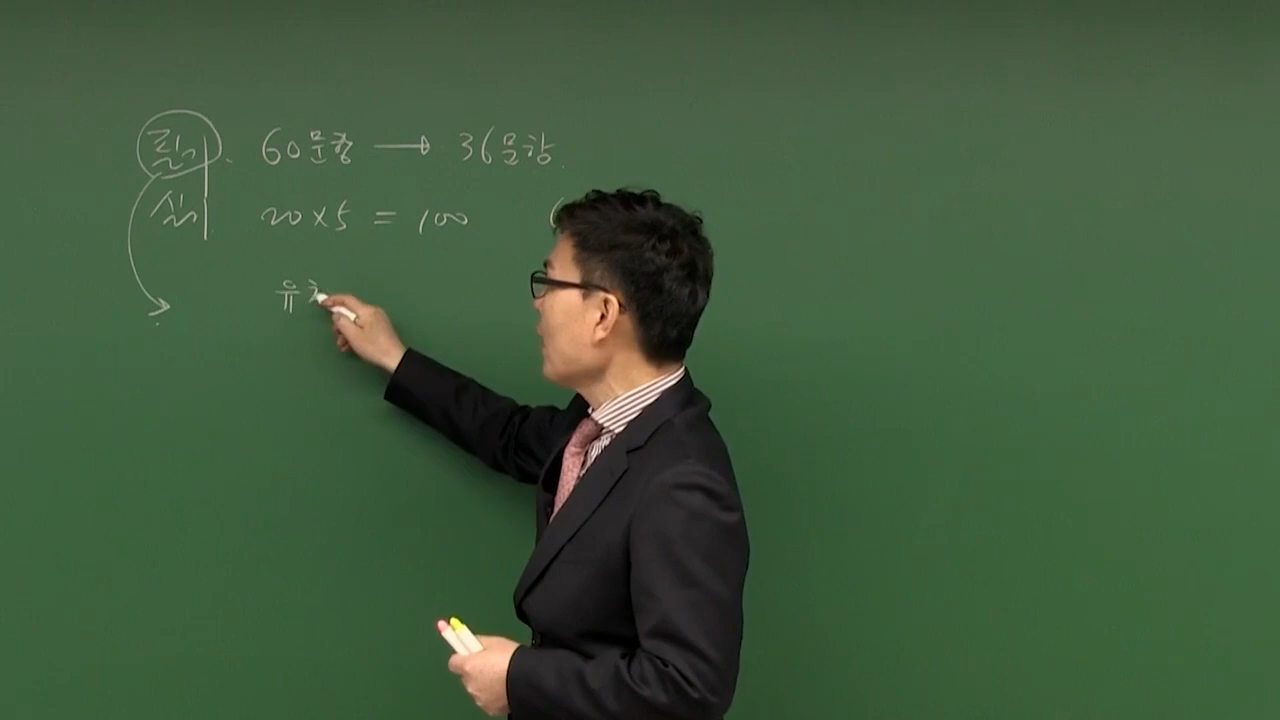 필기. 60문항 → 36문항.
실기. 20×5 = 100
유